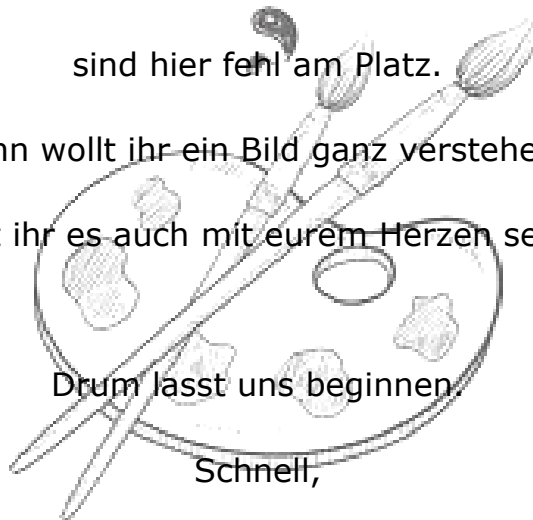 sind hier fehl am Platz.
wollt ihr ein Bild ganz
ihr es auch mit eurem Herzen
Drum lasst uns beginnen.
Schnell,